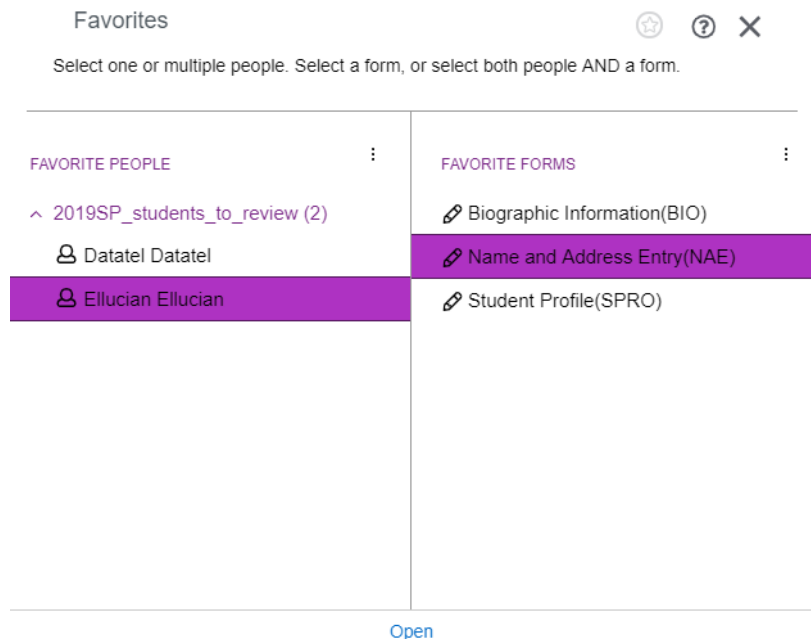 Favorites
Select one or multiple people. Select a form, or select both people AND a form.
FAVORITE PEOPLE
2019SP_students_to_review (2)
Datatel Datatel
Ellucian Ellucian
FAVORITE FORMS
Biographic Information(BIO)
Name and Address Entry(NAE)
Student Profile(SPRO)
Open